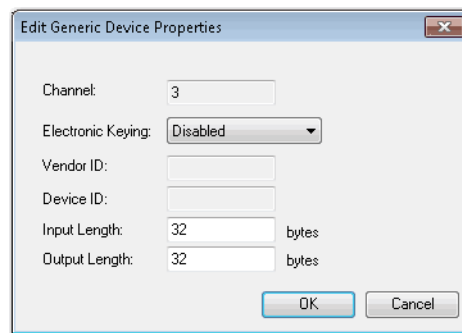 Edit Generic Device Properties
Channel: 3
Electronic Keying: Disabled
Vendor ID:
Device ID:
Input Length: 32 bytes
Output Length: 32 bytes
OK Cancel